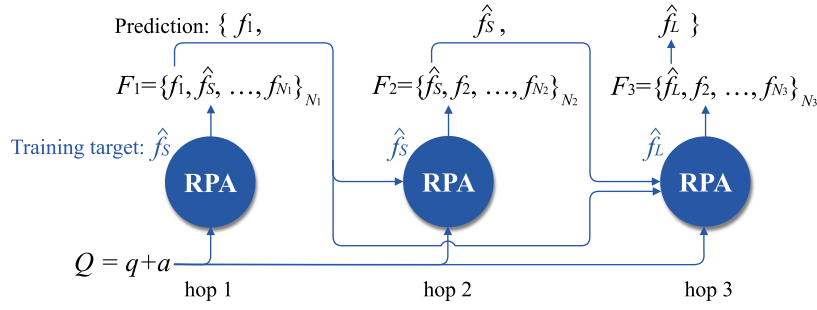 Prediction: { f1, f̂S, f̂L }
F1={f1, f̂S, …, fN1}N1 F2={f̂S, f2, …, fN2}N2 F3={f̂L, f2, …, fN3}N3
Training target: f̂S f̂S f̂L
RPA RPA RPA
Q = q+a
hop 1 hop 2 hop 3